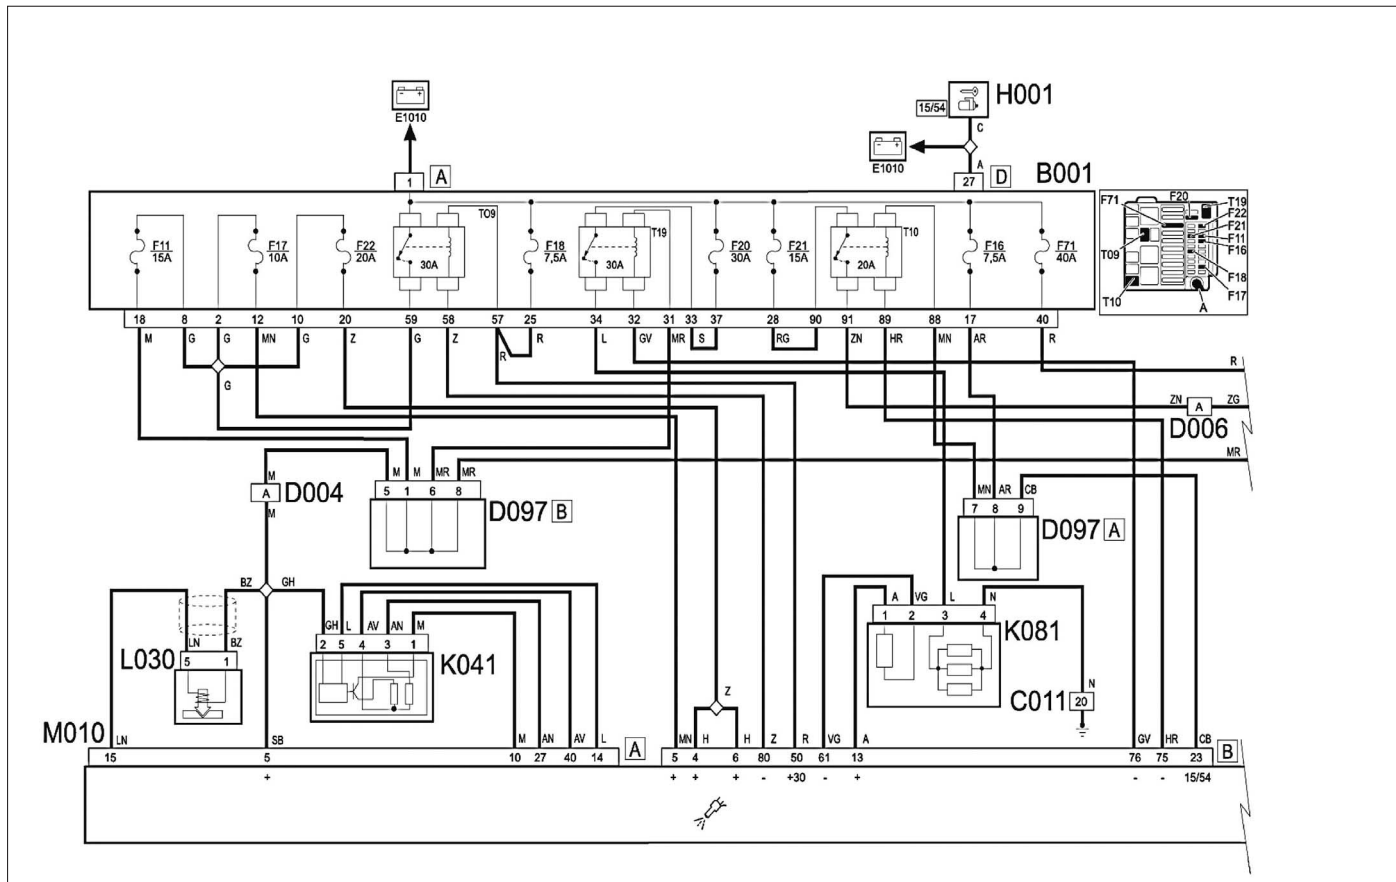 H001
15/54
E1010
C
E1010
A
1 A
27 D
B001
F71 F20 T19
F22
F21
F11
F16
T09
F18
F17
T10
A
F11
15A
F17
10A
F22
20A
TO9
30A
F18
7,5A
30A
T19
F20
30A
F21
15A
20A
T10
F16
7,5A
F71
40A
18 8 2 12 10 20 59 58 57 25 34 32 31 33 37 28 90 91 89 88 17 40
M G G MN G Z G Z R R L GV MR S RG ZN HR MN AR R
G
R
ZN A ZG
D006
MR
M
A D004
M
M M MR MR
5 1 6 8
D097 B
MN AR CB
7 8 9
D097 A
BZ GH
LN BZ
L030 5 1
GH L AV AN M
2 5 4 3 1
K041
A VG L N
1 2 3 4
K081
N
C011 20
Z
M010
LN SB M AN AV L MN H H Z R VG A GV HR CB
15 5 10 27 40 14 A 5 4 6 80 50 61 13 76 75 23 B
+ + + + - +30 - + - - 15/54